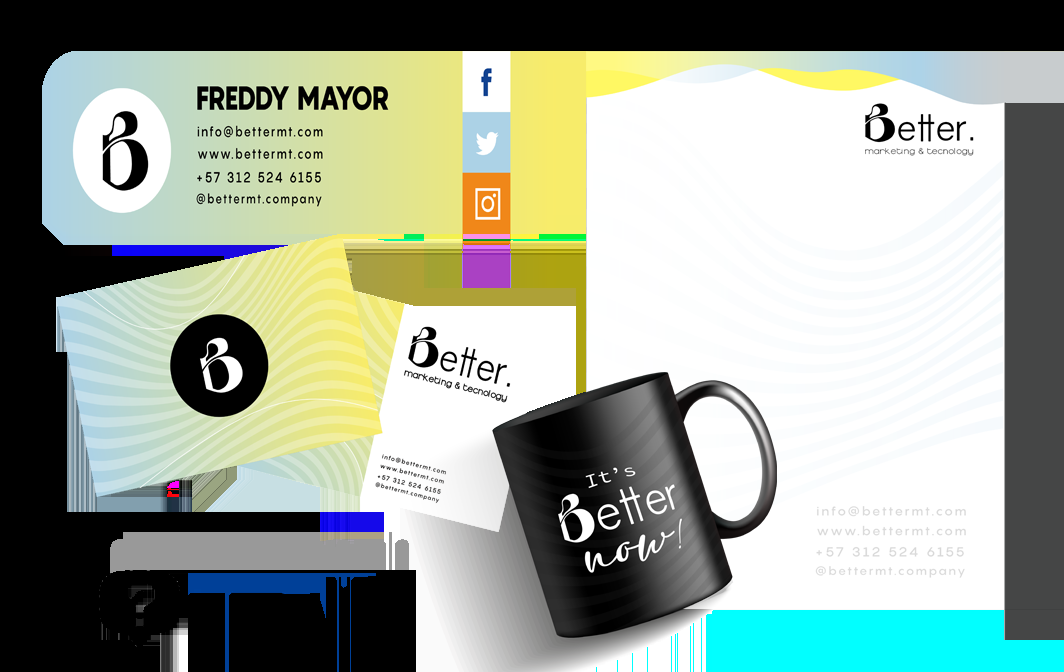 FREDDY MAYOR
info@bettermt.com
www.bettermt.com
+57 312 524 6155
@bettermt.company
B
f
Better.
marketing & tecnology
B
Better.
marketing & tecnology
info@bettermt.com
www.bettermt.com
+57 312 524 6155
@bettermt.company
It's
Better
now!
info@bettermt.com
www.bettermt.com
+57 312 524 6155
@bettermt.company
?